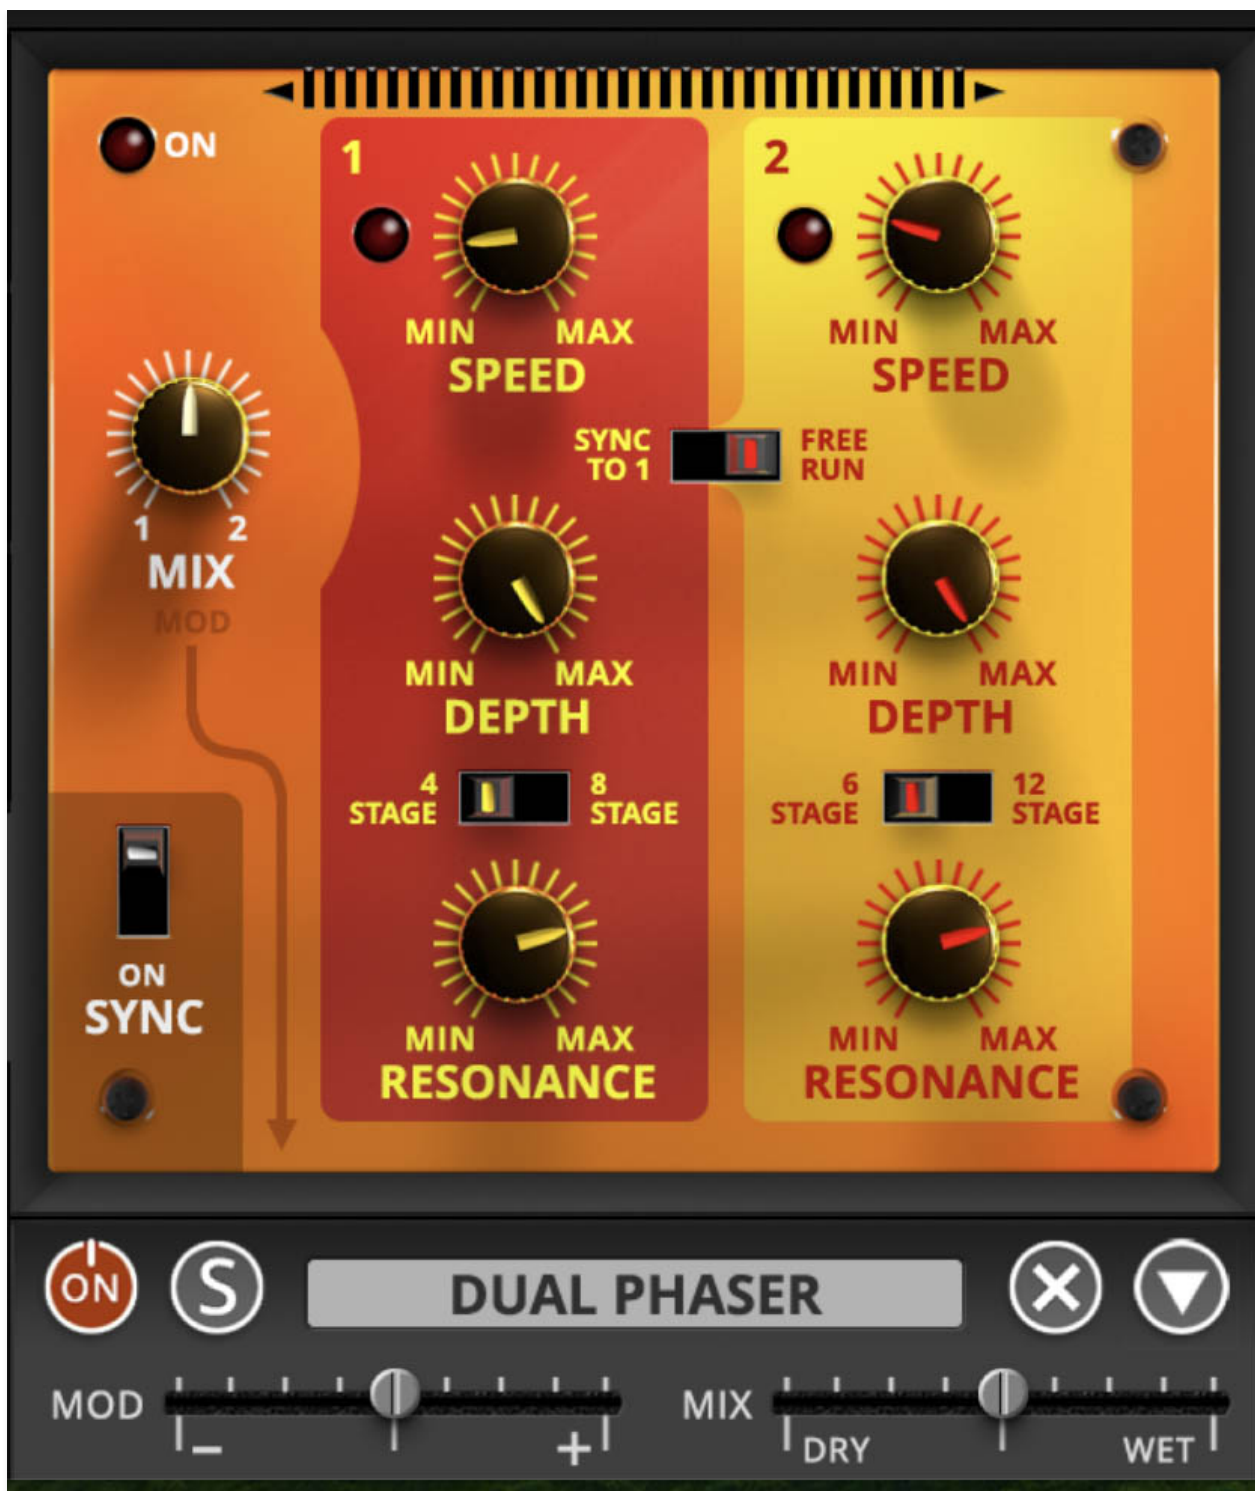 ON
1
2
MIN MAX
SPEED
MIN MAX
SPEED
SYNC
TO 1
FREE
RUN
1 2
MIX
MOD
MIN MAX
DEPTH
MIN MAX
DEPTH
4
STAGE
8
STAGE
6
STAGE
12
STAGE
ON
SYNC
MIN MAX
RESONANCE
MIN MAX
RESONANCE
ON
S
DUAL PHASER
MOD
− +
MIX
DRY WET